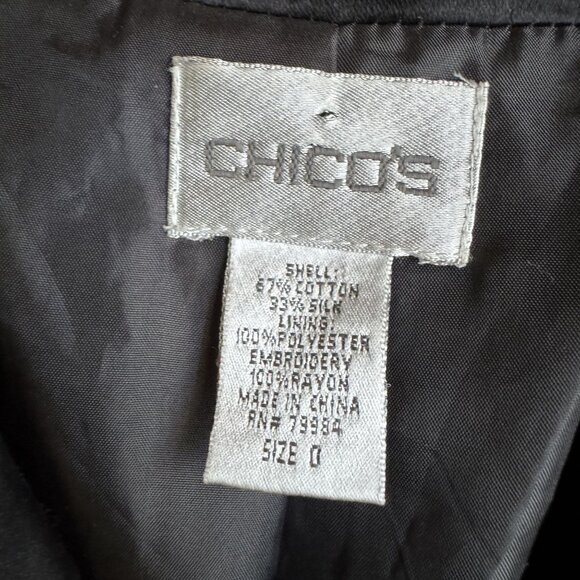 CHICO'S
SHELL:
67% COTTON
33% SILK
LINING:
100% POLYESTER
EMBROIDERY
100% RAYON
MADE IN CHINA
RN# 79984
SIZE 0